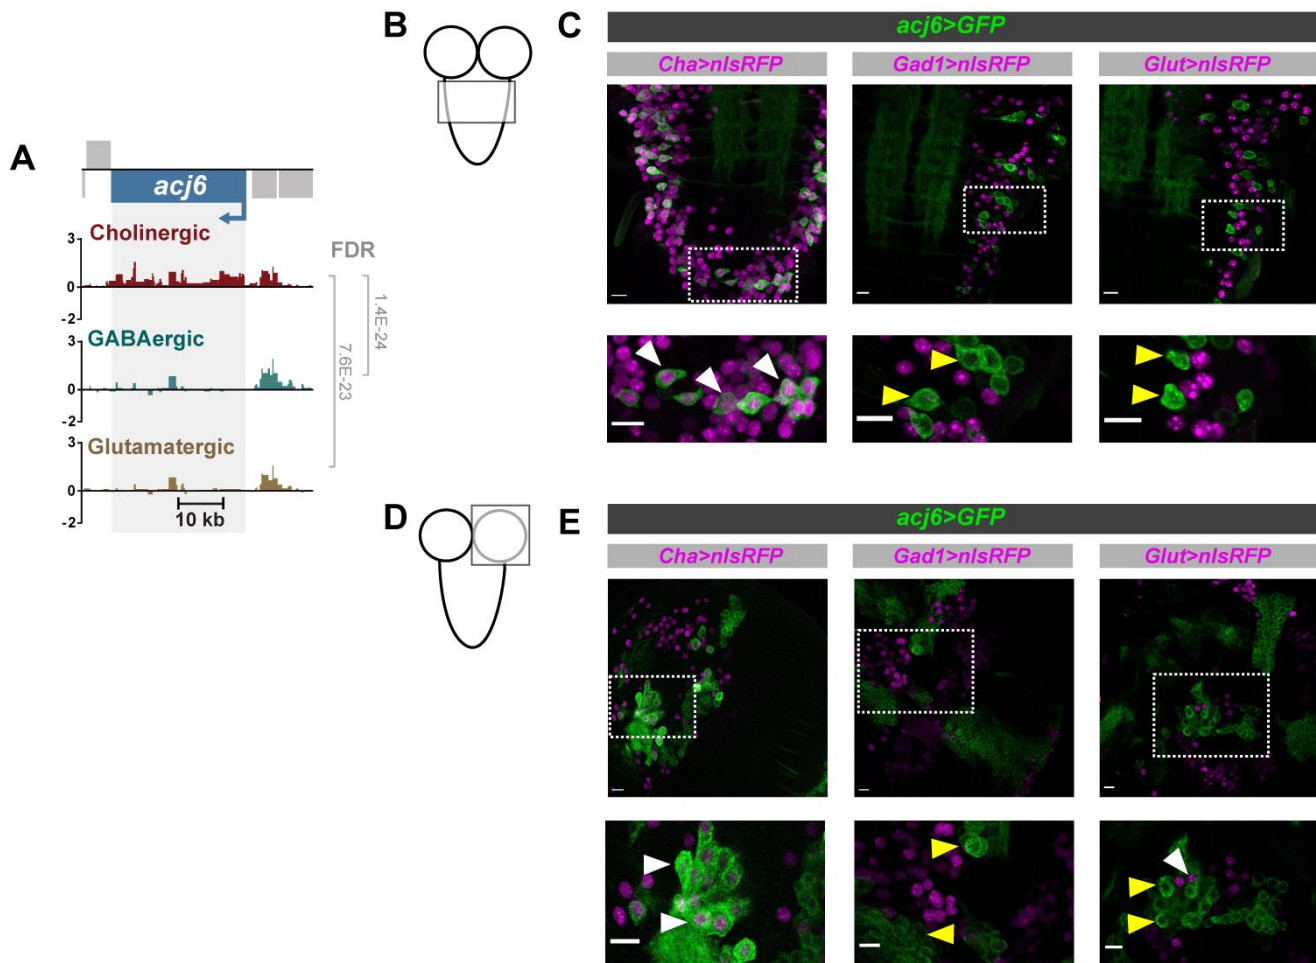 A
acj6
Cholinergic
3
0
-2
GABAergic
3
0
-2
Glutamatergic
3
0
-2
10 kb
FDR
1.4E-24
7.6E-23
B
C
acj6>GFP
Cha>nlsRFP
Gad1>nlsRFP
Glut>nlsRFP
D
E
acj6>GFP
Cha>nlsRFP
Gad1>nlsRFP
Glut>nlsRFP